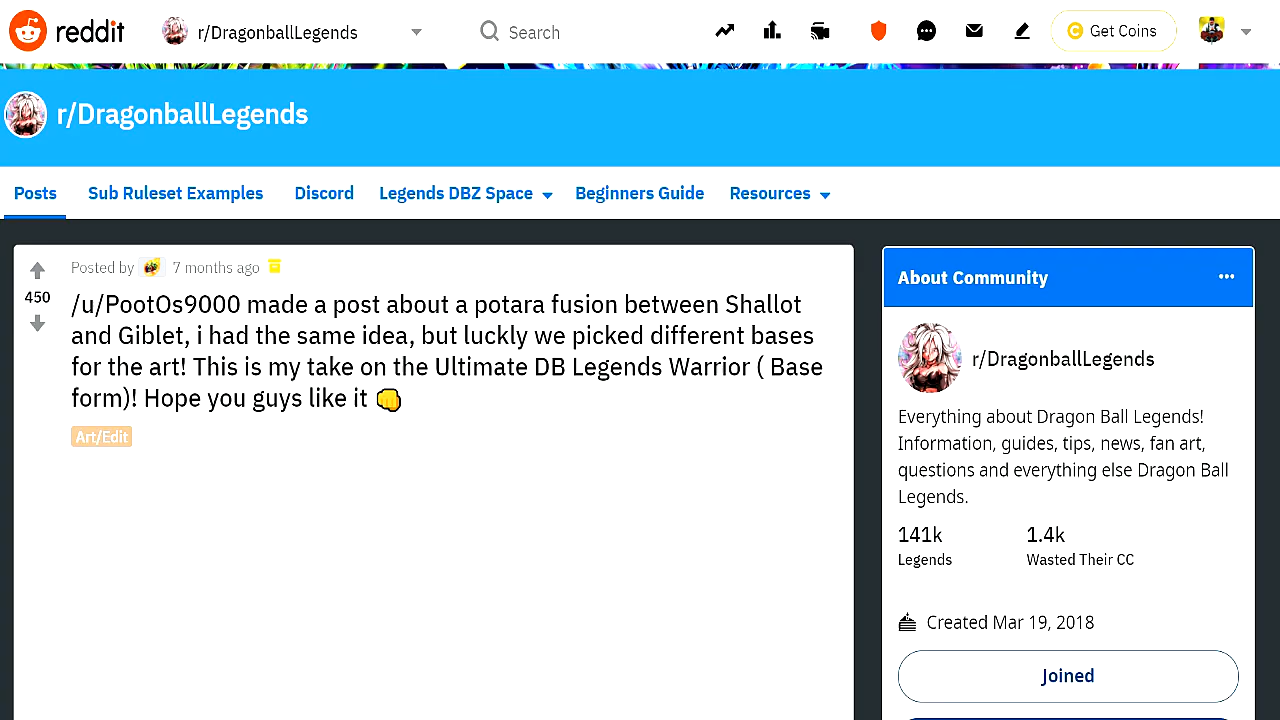 reddit
r/DragonballLegends
Search
Get Coins
r/DragonballLegends
Posts
Sub Ruleset Examples
Discord
Legends DBZ Space
Beginners Guide
Resources
Posted by
7 months ago
450
/u/PootOs9000 made a post about a potara fusion between Shallot
and Giblet, i had the same idea, but luckly we picked different bases
for the art! This is my take on the Ultimate DB Legends Warrior ( Base
form)! Hope you guys like it 👊
Art/Edit
About Community
r/DragonballLegends
Everything about Dragon Ball Legends!
Information, guides, tips, news, fan art,
questions and everything else Dragon Ball
Legends.
141k
1.4k
Legends
Wasted Their CC
Created Mar 19, 2018
Joined